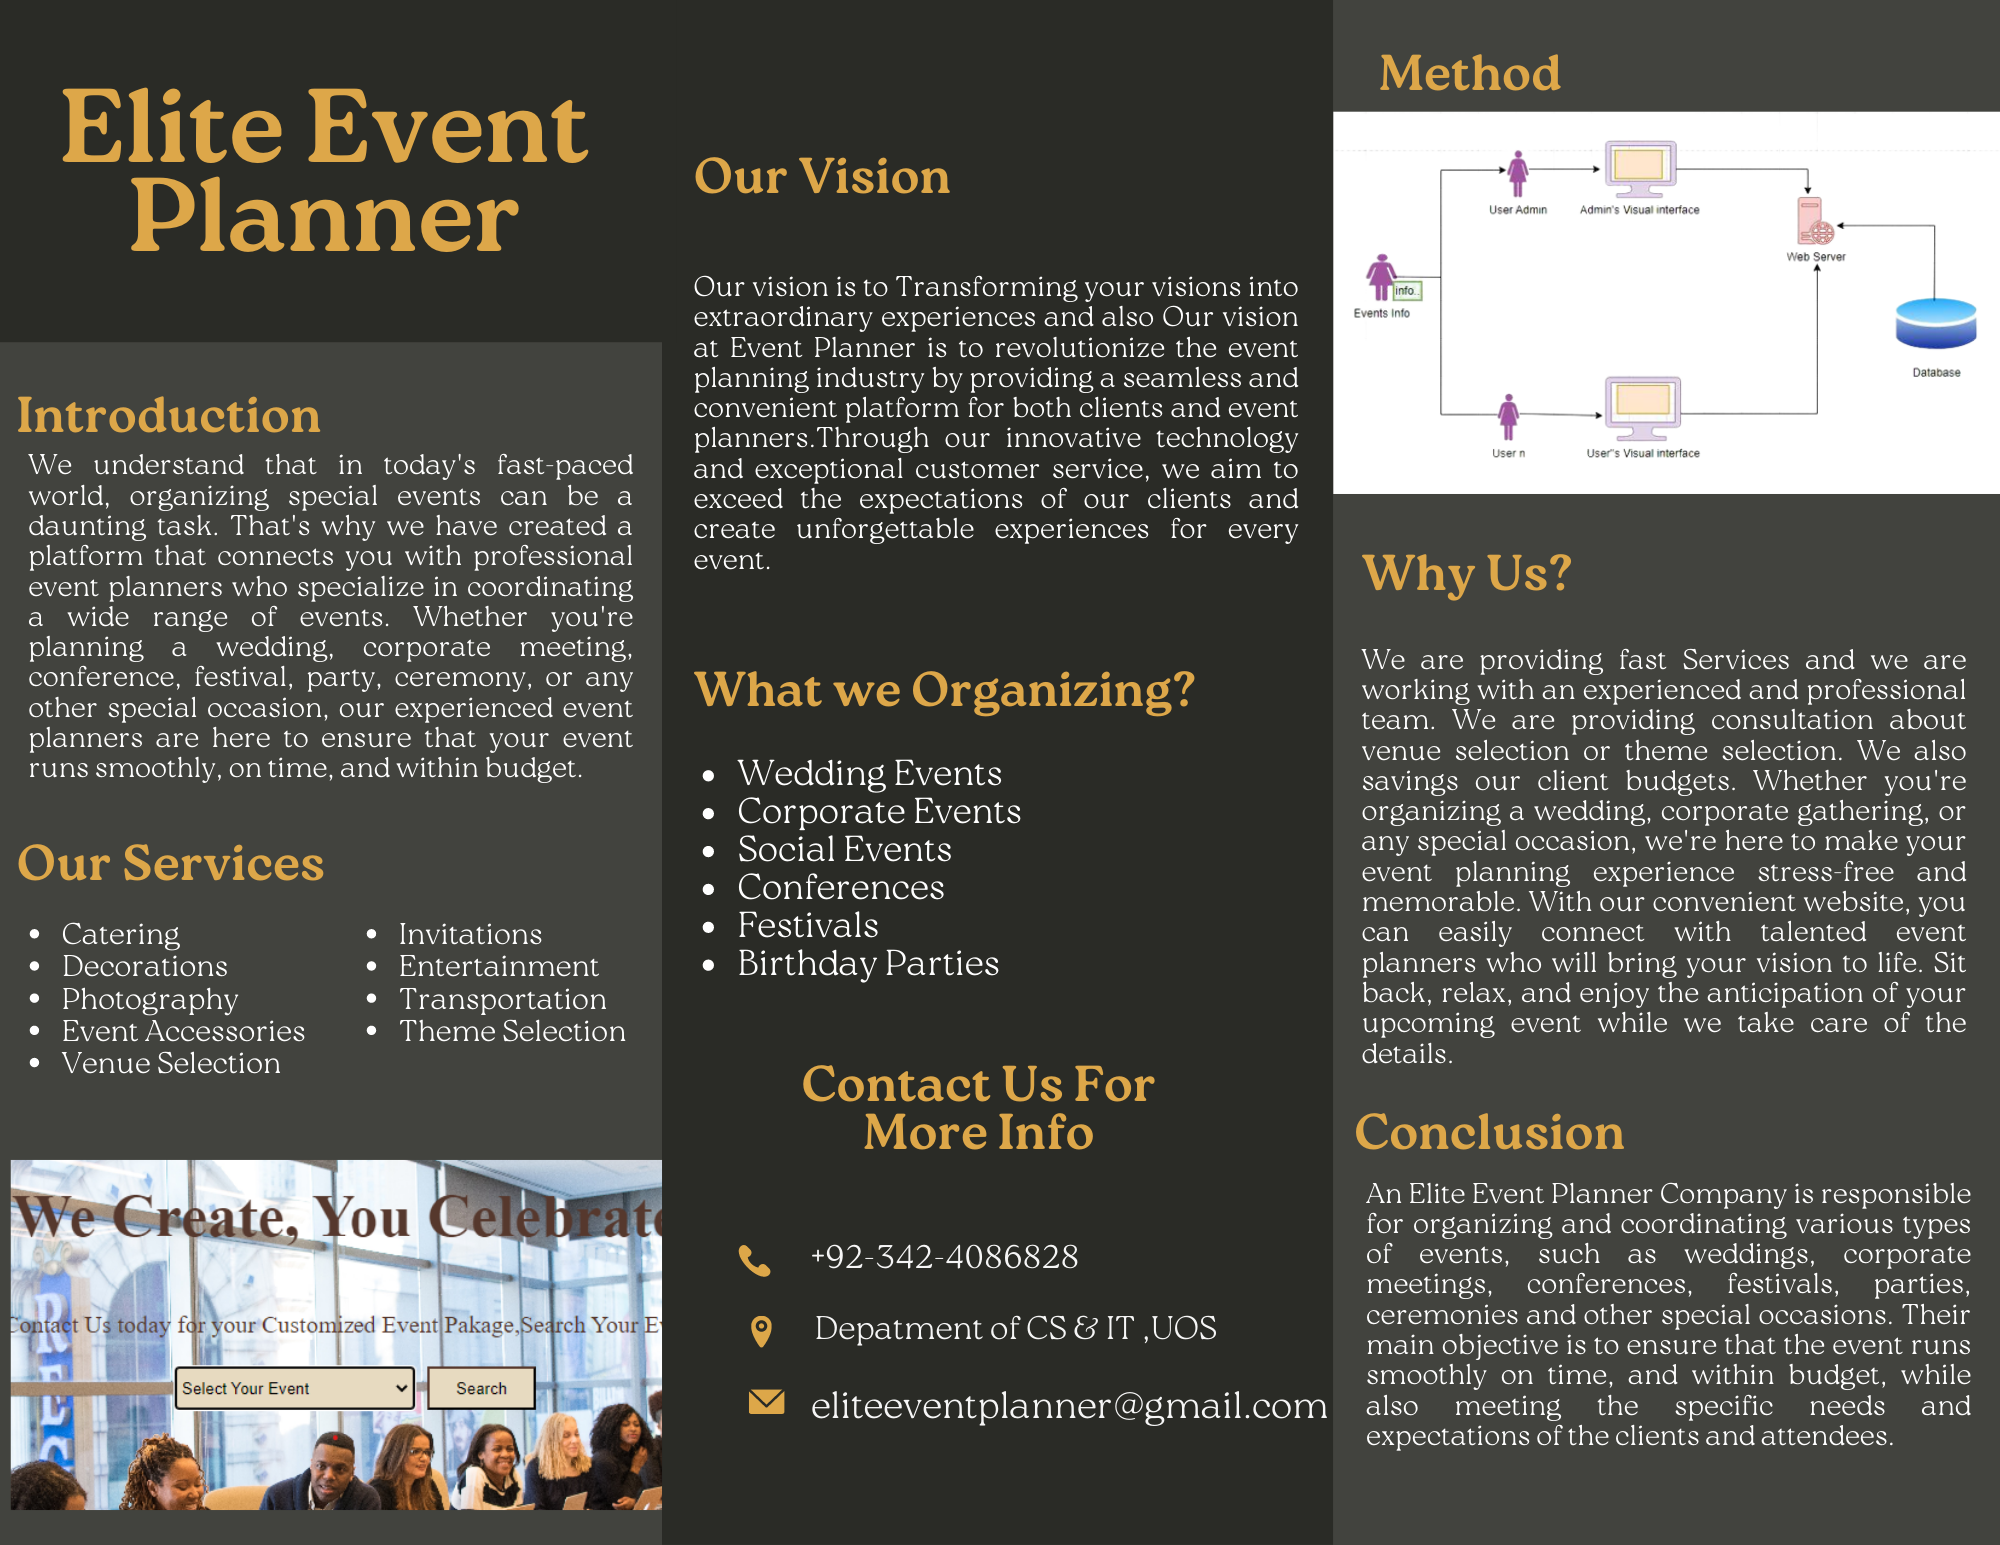 Elite Event
Planner
Introduction
We understand that in today's fast-paced
world, organizing special events can be a
daunting task. That's why we have created a
platform that connects you with professional
event planners who specialize in coordinating
a wide range of events. Whether you're
planning a wedding, corporate meeting,
conference, festival, party, ceremony, or any
other special occasion, our experienced event
planners are here to ensure that your event
runs smoothly, on time, and within budget.
Our Services
• Catering
• Decorations
• Photography
• Event Accessories
• Venue Selection
• Invitations
• Entertainment
• Transportation
• Theme Selection
We Create, You Celebrate
Contact Us today for your Customized Event Pakage,Search Your Ev
Select Your Event
Search
Our Vision
Our vision is to Transforming your visions into
extraordinary experiences and also Our vision
at Event Planner is to revolutionize the event
planning industry by providing a seamless and
convenient platform for both clients and event
planners.Through our innovative technology
and exceptional customer service, we aim to
exceed the expectations of our clients and
create unforgettable experiences for every
event.
What we Organizing?
• Wedding Events
• Corporate Events
• Social Events
• Conferences
• Festivals
• Birthday Parties
Contact Us For
More Info
+92-342-4086828
Depatment of CS & IT ,UOS
eliteeventplanner@gmail.com
Method
User Admin
Admin's Visual interface
Web Server
info..
Events Info
Database
User n
User"s Visual interface
Why Us?
We are providing fast Services and we are
working with an experienced and professional
team. We are providing consultation about
venue selection or theme selection. We also
savings our client budgets. Whether you're
organizing a wedding, corporate gathering, or
any special occasion, we're here to make your
event planning experience stress-free and
memorable. With our convenient website, you
can easily connect with talented event
planners who will bring your vision to life. Sit
back, relax, and enjoy the anticipation of your
upcoming event while we take care of the
details.
Conclusion
An Elite Event Planner Company is responsible
for organizing and coordinating various types
of events, such as weddings, corporate
meetings, conferences, festivals, parties,
ceremonies and other special occasions. Their
main objective is to ensure that the event runs
smoothly on time, and within budget, while
also meeting the specific needs and
expectations of the clients and attendees.